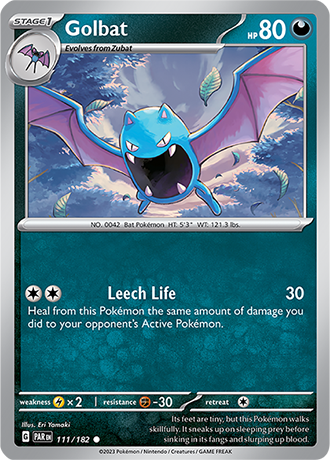 STAGE 1
Golbat
HP 80
Evolves from Zubat
NO. 0042 Bat Pokémon HT: 5'3" WT: 121.3 lbs.
Leech Life 30
Heal from this Pokémon the same amount of damage you
did to your opponent's Active Pokémon.
weakness ×2 resistance -30 retreat
Illus. Eri Yamaki
G PAR EN 111/182
Its feet are tiny, but this Pokémon walks
skillfully. It sneaks up on sleeping prey before
sinking in its fangs and slurping up blood.
©2023 Pokémon / Nintendo / Creatures / GAME FREAK